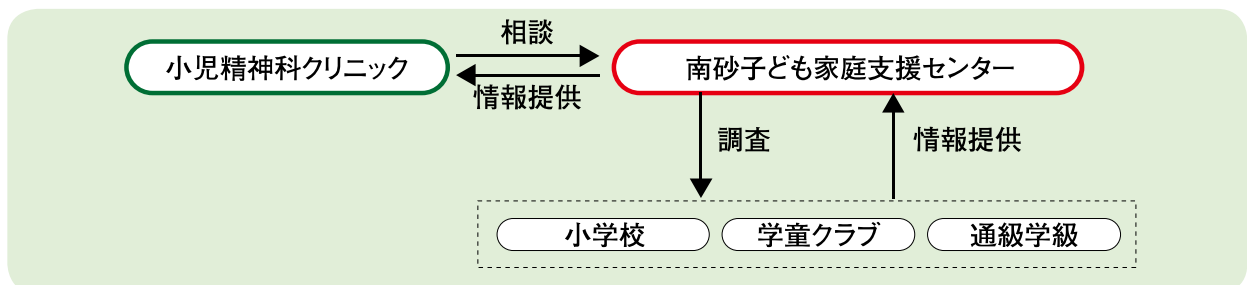 相談
小児精神科クリニック
南砂子ども家庭支援センター
情報提供
調査
情報提供
小学校
学童クラブ
通級学級